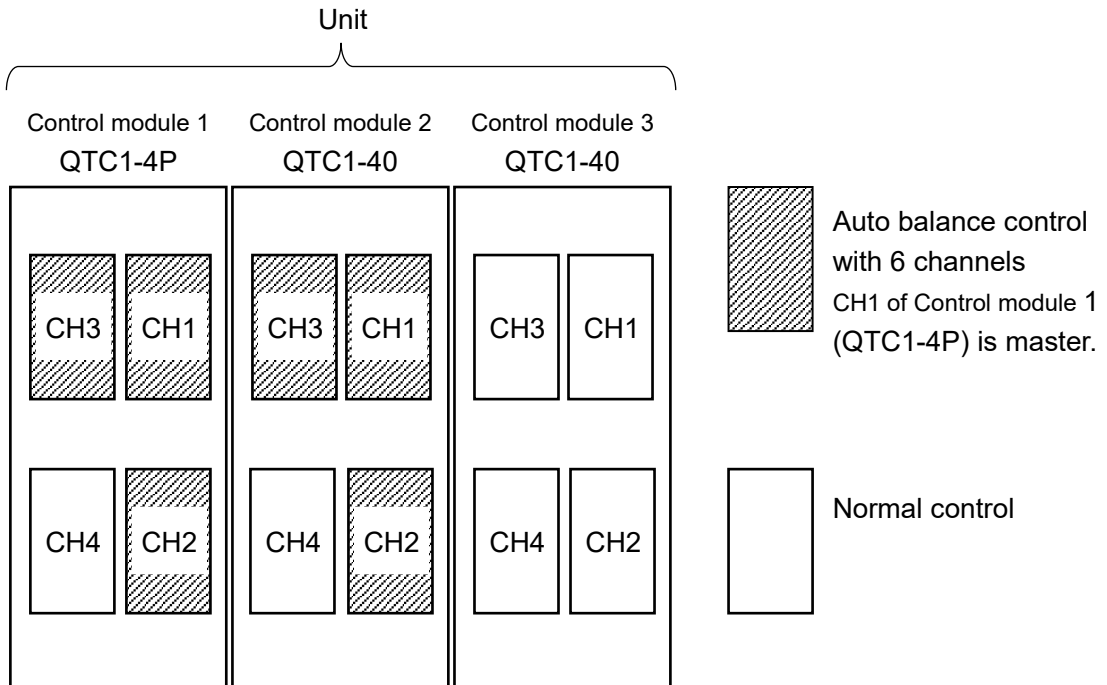 Unit
Control module 1
QTC1-4P
Control module 2
QTC1-40
Control module 3
QTC1-40
CH3 CH1 CH3 CH1 CH3 CH1
CH4 CH2 CH4 CH2 CH4 CH2
Auto balance control
with 6 channels
CH1 of Control module 1
(QTC1-4P) is master.
Normal control